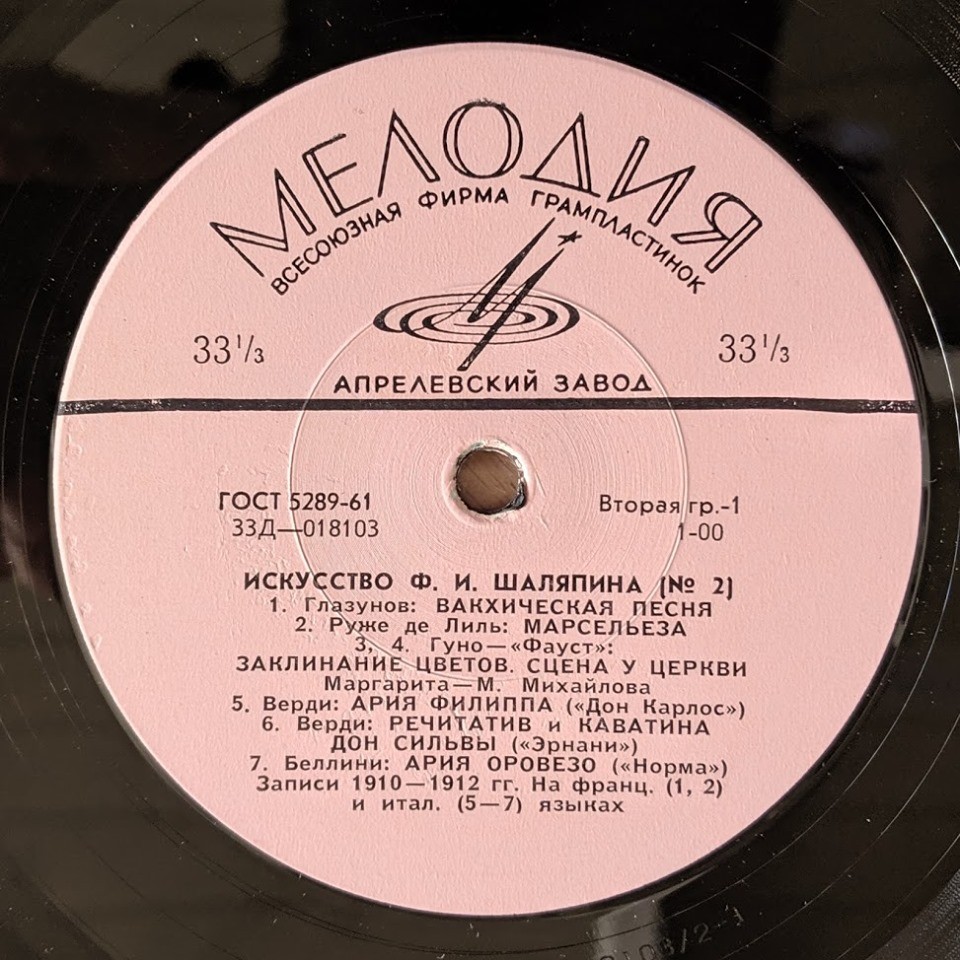 МЕЛОДИЯ
ВСЕСОЮЗНАЯ ФИРМА ГРАМПЛАСТИНОК
33 1/3 33 1/3
АПРЕЛЕВСКИЙ ЗАВОД
ГОСТ 5289-61 Вторая гр.-1
33Д—018103 1-00
ИСКУССТВО Ф. И. ШАЛЯПИНА (№ 2)
1. Глазунов: ВАКХИЧЕСКАЯ ПЕСНЯ
2. Руже де Лиль: МАРСЕЛЬЕЗА
3, 4. Гуно—«Фауст»:
ЗАКЛИНАНИЕ ЦВЕТОВ. СЦЕНА У ЦЕРКВИ
Маргарита—М. Михайлова
5. Верди: АРИЯ ФИЛИППА («Дон Карлос»)
6. Верди: РЕЧИТАТИВ и КАВАТИНА
ДОН СИЛЬВЫ («Эрнани»)
7. Беллини: АРИЯ ОРОВЕЗО («Норма»)
Записи 1910—1912 гг. На франц. (1, 2)
и итал. (5—7) языках